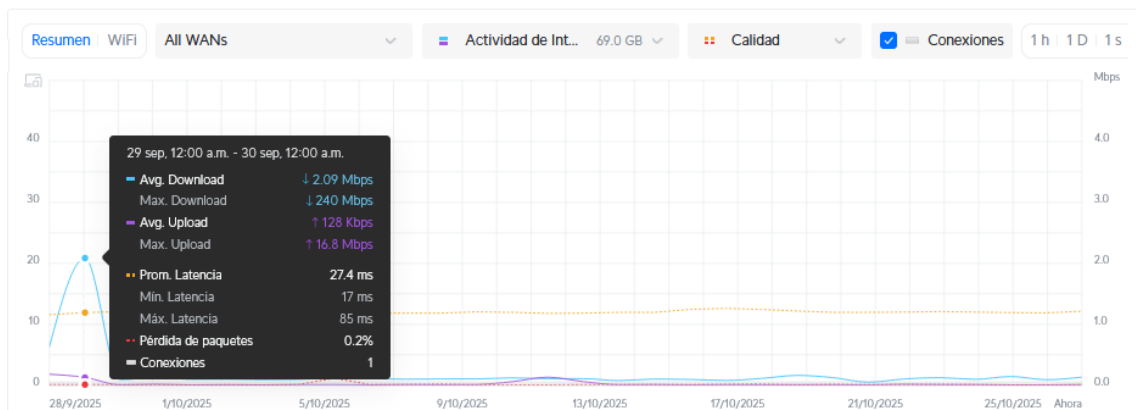 Resumen WiFi All WANs Actividad de Int... 69.0 GB Calidad Conexiones 1 h 1 D 1 s
Mbps
40 4.0
30 3.0
20 2.0
10 1.0
0 0.0
29 sep, 12:00 a.m. - 30 sep, 12:00 a.m.
Avg. Download ↓ 2.09 Mbps
Max. Download ↓ 240 Mbps
Avg. Upload ↑ 128 Kbps
Max. Upload ↑ 16.8 Mbps
Prom. Latencia 27.4 ms
Mín. Latencia 17 ms
Máx. Latencia 85 ms
Pérdida de paquetes 0.2%
Conexiones 1
28/9/2025 1/10/2025 5/10/2025 9/10/2025 13/10/2025 17/10/2025 21/10/2025 25/10/2025 Ahora